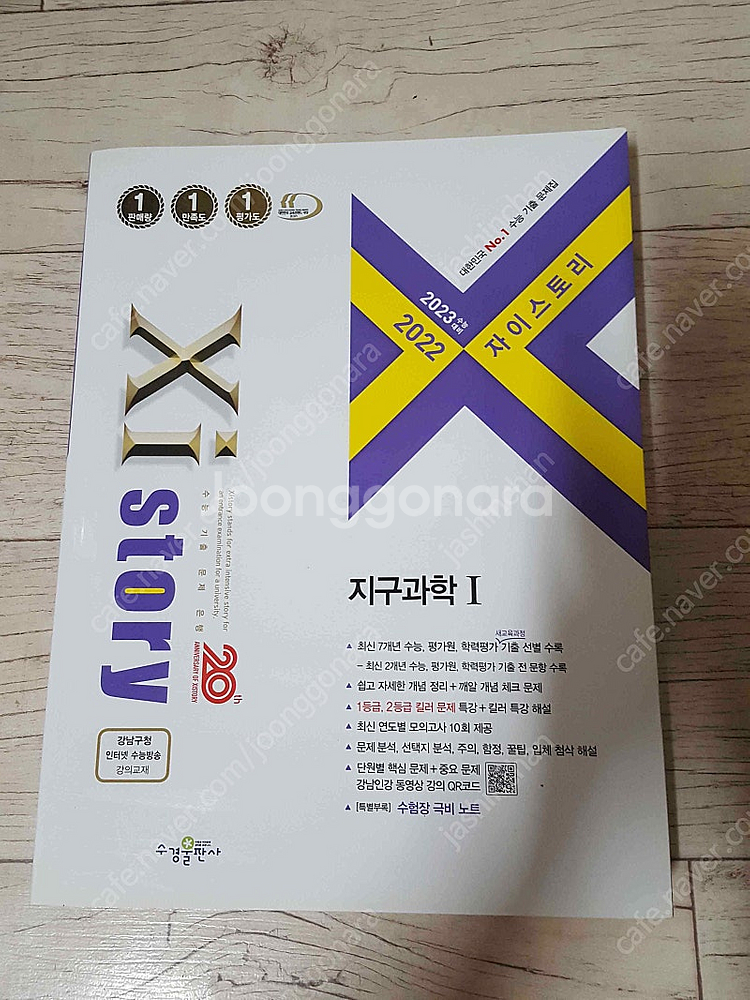 1
판매량
1
만족도
1
평가도
대한민국 No.1 수능 기출 문제집
2023 수능 대비
2022
자이스토리
Xi
story
Xistory stands for extra intensive story for
an entrance examination for a university.
수능 기출 문제 은행
20th
ANNIVERSARY OF XISTORY
지구과학 I
새교육과정
▲ 최신 7개년 수능, 평가원, 학력평가 기출 선별 수록
– 최신 2개년 수능, 평가원, 학력평가 기출 전 문항 수록
▲ 쉽고 자세한 개념 정리 + 깨알 개념 체크 문제
▲ 1등급, 2등급 킬러 문제 특강 + 킬러 특강 해설
▲ 최신 연도별 모의고사 10회 제공
▲ 문제 분석, 선택지 분석, 주의, 함정, 꿀팁, 입체 첨삭 해설
▲ 단원별 핵심 문제 + 중요 문제
강남인강 동영상 강의 QR코드
▲ [특별부록] 수험장 극비 노트
강남구청
인터넷 수능방송
강의교재
수경출판사
joonggonara
cafe.naver.com/joonggonara
jasminchan